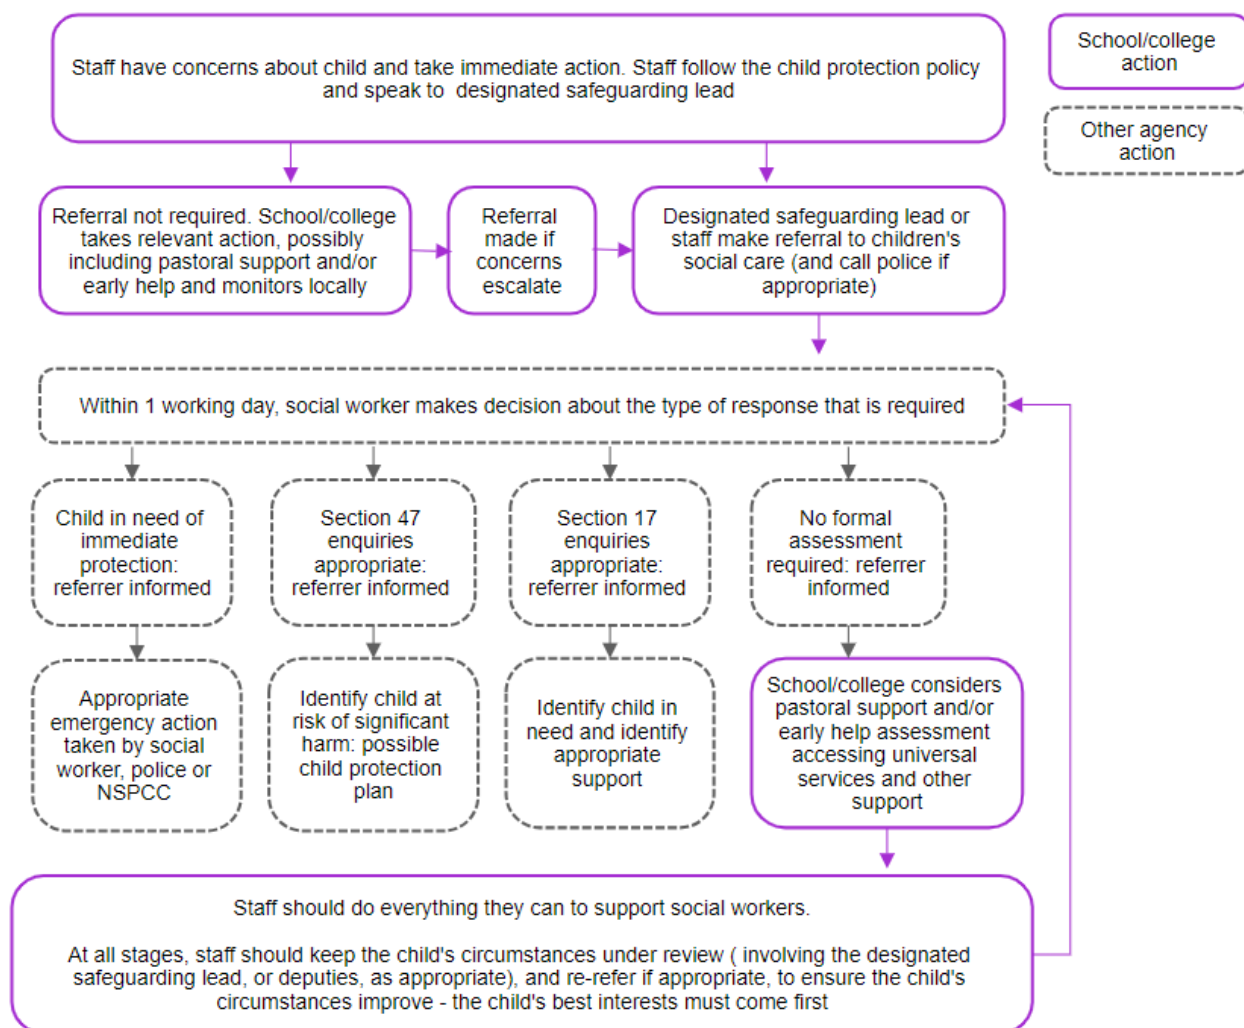 Staff have concerns about child and take immediate action. Staff follow the child protection policy
and speak to  designated safeguarding lead
School/college
action
Other agency
action
Referral not required. School/college
takes relevant action, possibly
including pastoral support and/or
early help and monitors locally
Referral
made if
concerns
escalate
Designated safeguarding lead or
staff make referral to children's
social care (and call police if
appropriate)
Within 1 working day, social worker makes decision about the type of response that is required
Child in need of
immediate
protection:
referrer informed
Section 47
enquiries
appropriate:
referrer informed
Section 17
enquiries
appropriate:
referrer informed
No formal
assessment
required: referrer
informed
Appropriate
emergency action
taken by social
worker, police or
NSPCC
Identify child at
risk of significant
harm: possible
child protection
plan
Identify child in
need and identify
appropriate
support
School/college considers
pastoral support and/or
early help assessment
accessing universal
services and other
support
Staff should do everything they can to support social workers.
At all stages, staff should keep the child's circumstances under review ( involving the designated
safeguarding lead, or deputies, as appropriate), and re-refer if appropriate, to ensure the child's
circumstances improve - the child's best interests must come first